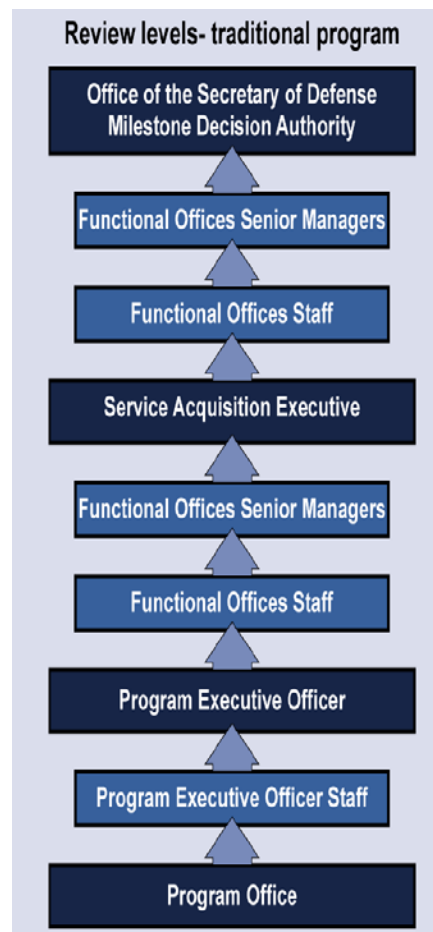 Review levels- traditional program
Office of the Secretary of Defense
Milestone Decision Authority
Functional Offices Senior Managers
Functional Offices Staff
Service Acquisition Executive
Functional Offices Senior Managers
Functional Offices Staff
Program Executive Officer
Program Executive Officer Staff
Program Office